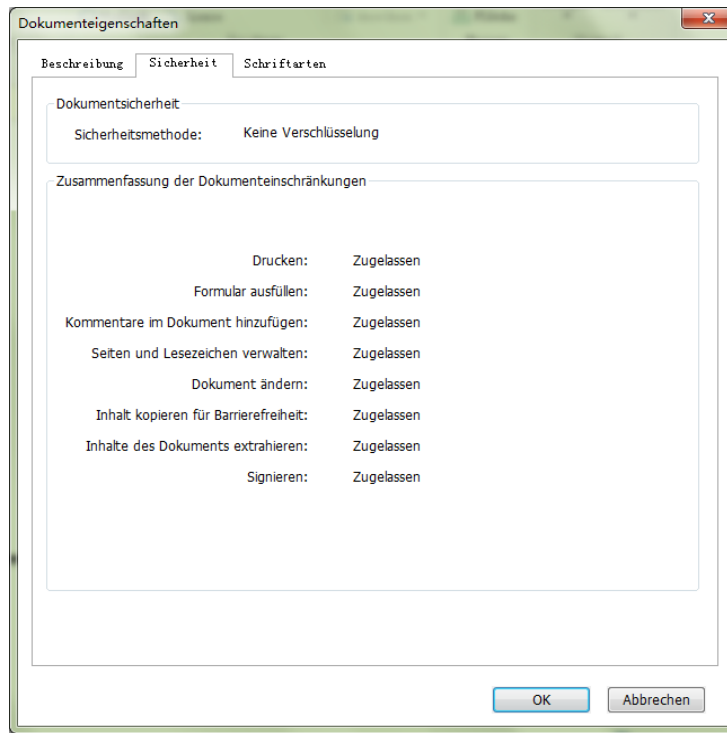 Dokumenteigenschaften
Beschreibung Sicherheit Schriftarten
Dokumentsicherheit
Sicherheitsmethode: Keine Verschlüsselung
Zusammenfassung der Dokumenteinschränkungen
Drucken: Zugelassen
Formular ausfüllen: Zugelassen
Kommentare im Dokument hinzufügen: Zugelassen
Seiten und Lesezeichen verwalten: Zugelassen
Dokument ändern: Zugelassen
Inhalt kopieren für Barrierefreiheit: Zugelassen
Inhalte des Dokuments extrahieren: Zugelassen
Signieren: Zugelassen
OK Abbrechen